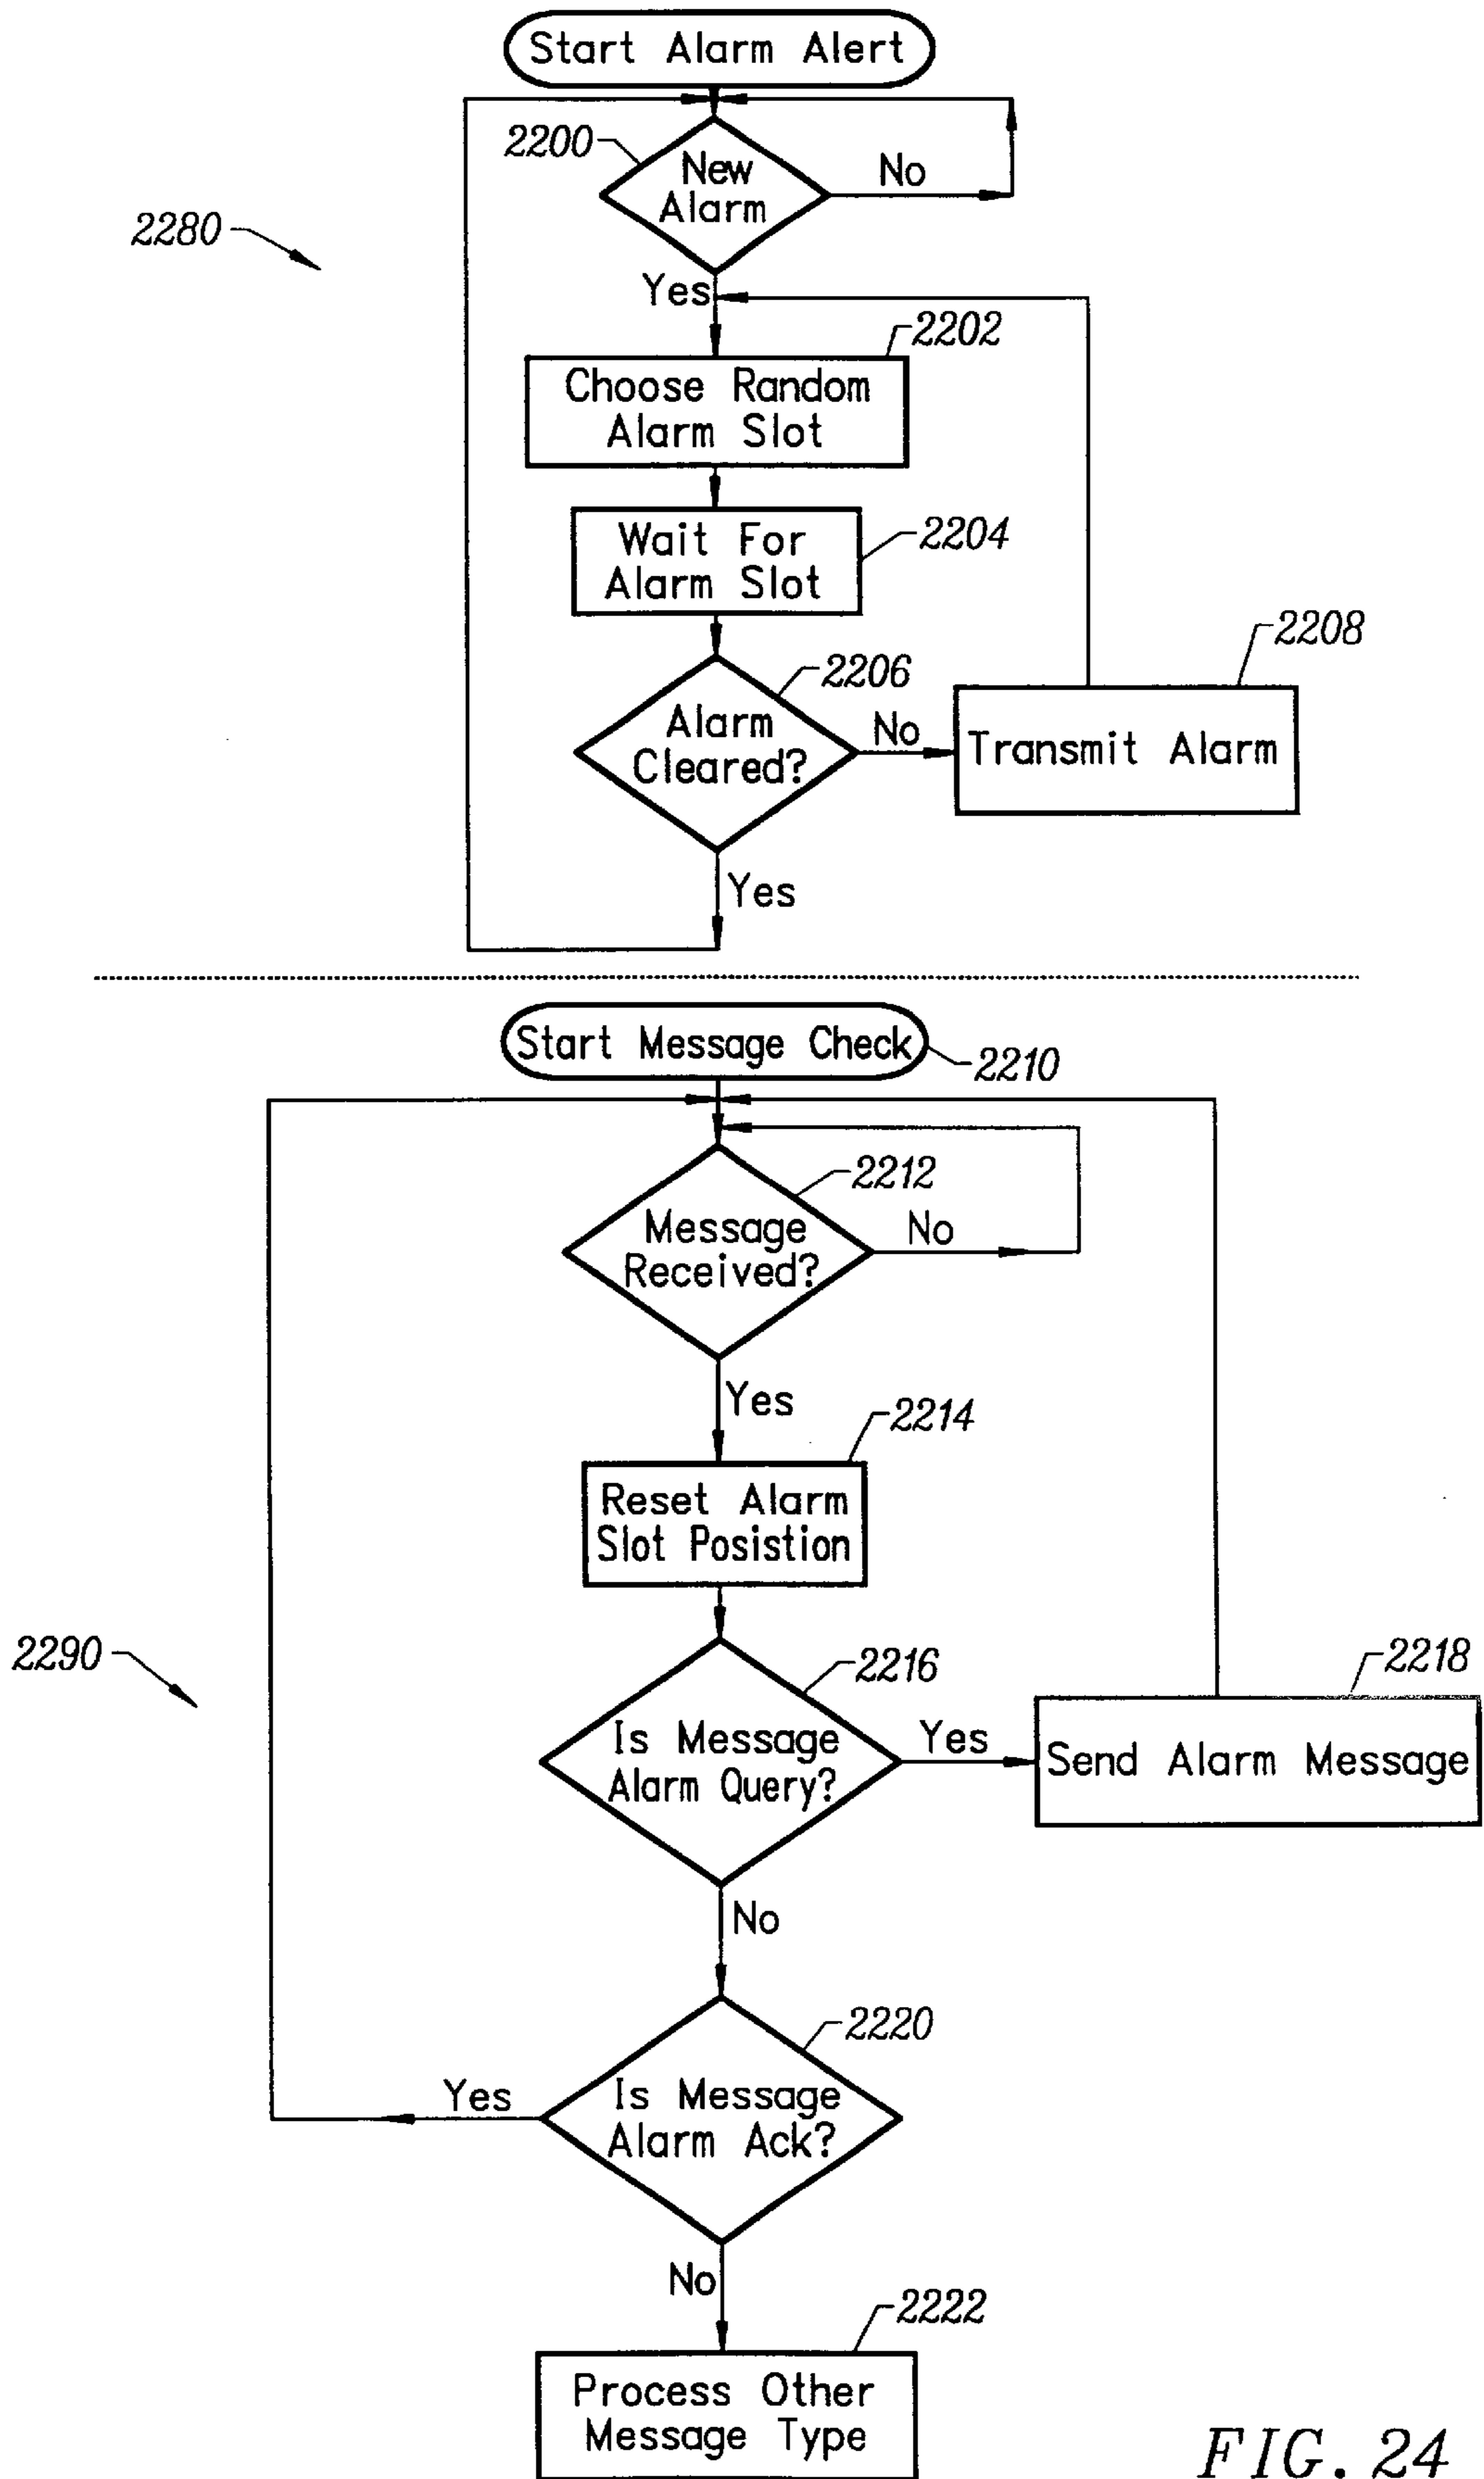 Start Alarm Alert
2200
New
Alarm
No
2280
Yes
2202
Choose Random
Alarm Slot
Wait For
Alarm Slot
2204
2208
2206
Alarm
Cleared?
No
Transmit Alarm
Yes
Start Message Check
2210
2212
Message
Received?
No
Yes
2214
Reset Alarm
Slot Posistion
2290
2216
2218
Is Message
Alarm Query?
Yes
Send Alarm Message
No
2220
Yes
Is Message
Alarm Ack?
No
2222
Process Other
Message Type
FIG. 24